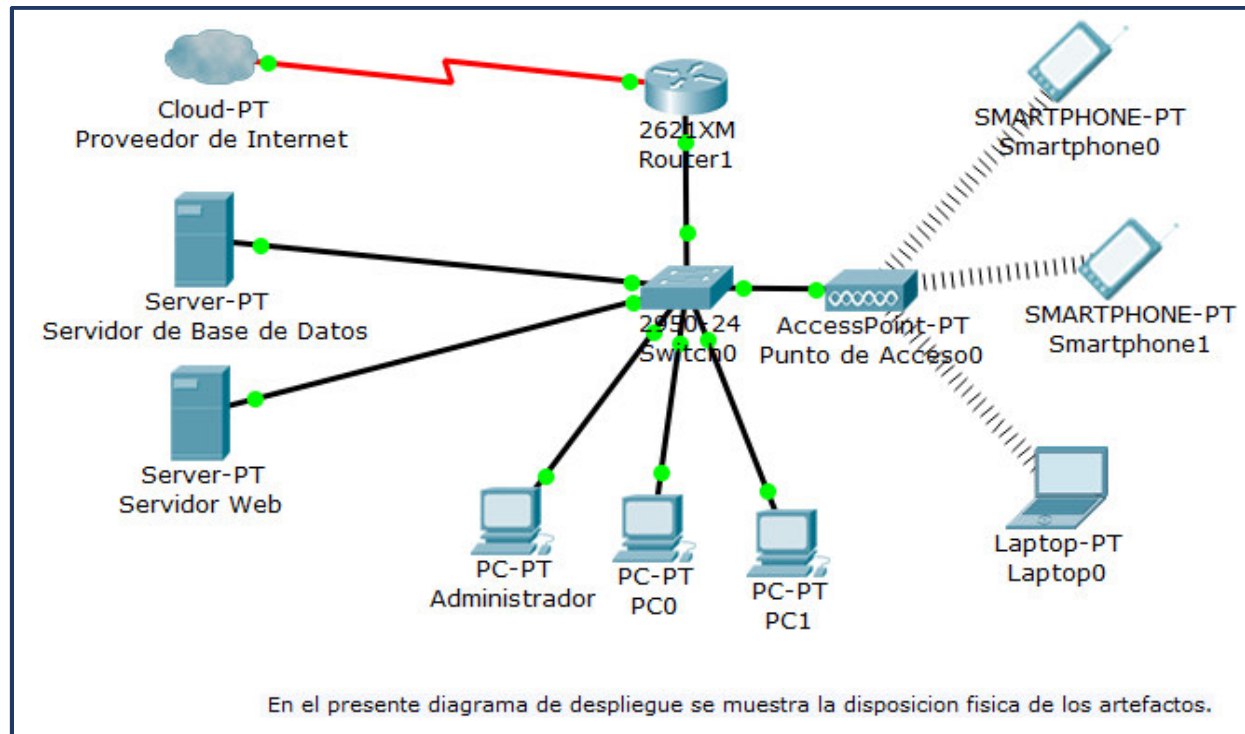 Cloud-PT
Proveedor de Internet
2621XM
Router1
SMARTPHONE-PT
Smartphone0
Server-PT
Servidor de Base de Datos
2950-24
Switch0
AccessPoint-PT
Punto de Acceso0
SMARTPHONE-PT
Smartphone1
Server-PT
Servidor Web
PC-PT
Administrador
PC-PT
PC0
PC-PT
PC1
Laptop-PT
Laptop0
En el presente diagrama de despliegue se muestra la disposicion fisica de los artefactos.